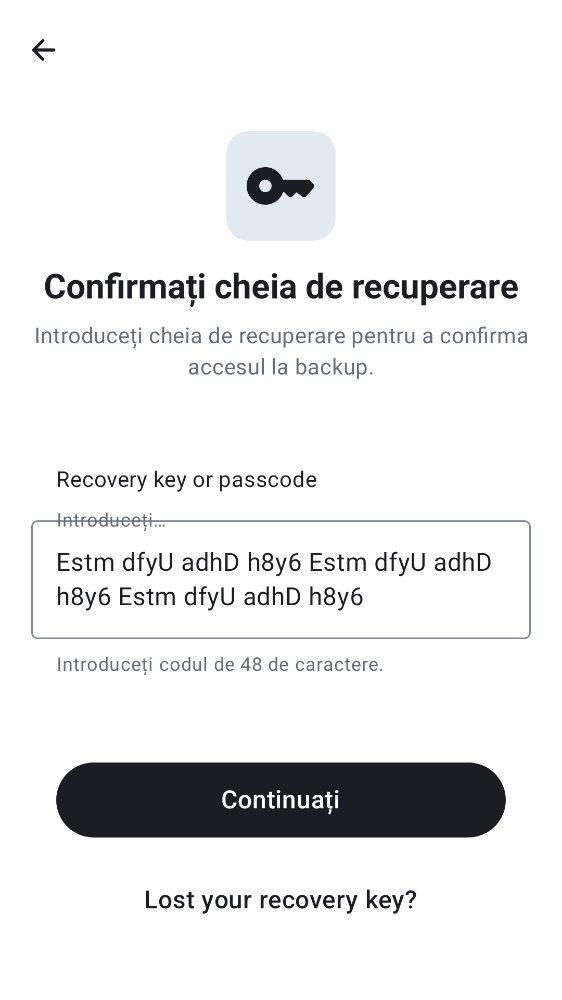 Confirmați cheia de recuperare
Introduceți cheia de recuperare pentru a confirma
accesul la backup.
Recovery key or passcode
Introduceți…
Estm dfyU adhD h8y6 Estm dfyU adhD
h8y6 Estm dfyU adhD h8y6
Introduceți codul de 48 de caractere.
Continuați
Lost your recovery key?